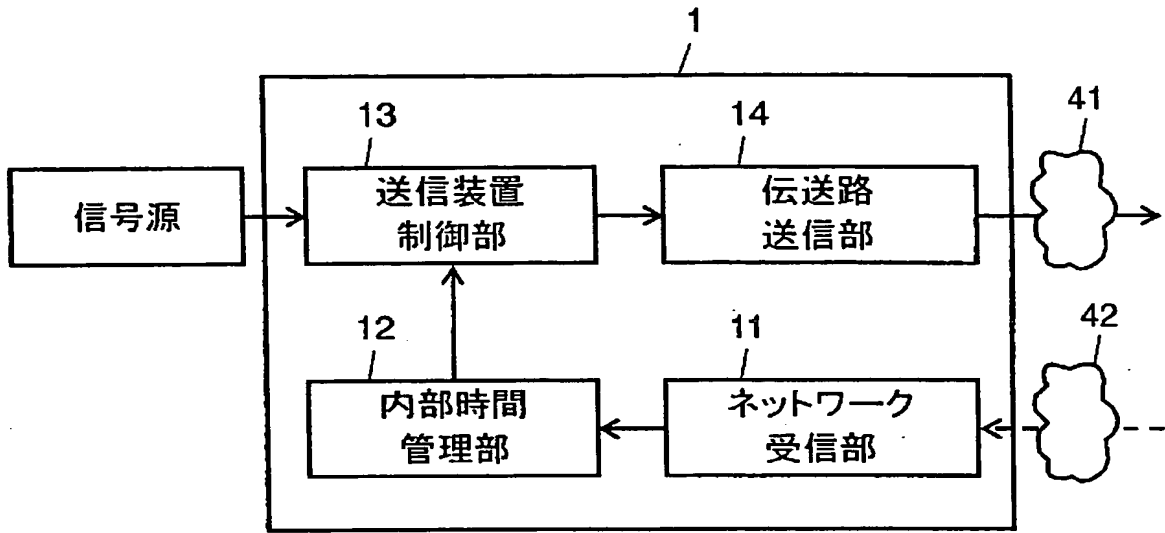 1
13
14
41
信号源
送信装置
制御部
伝送路
送信部
12
11
42
内部時間
管理部
ネットワーク
受信部